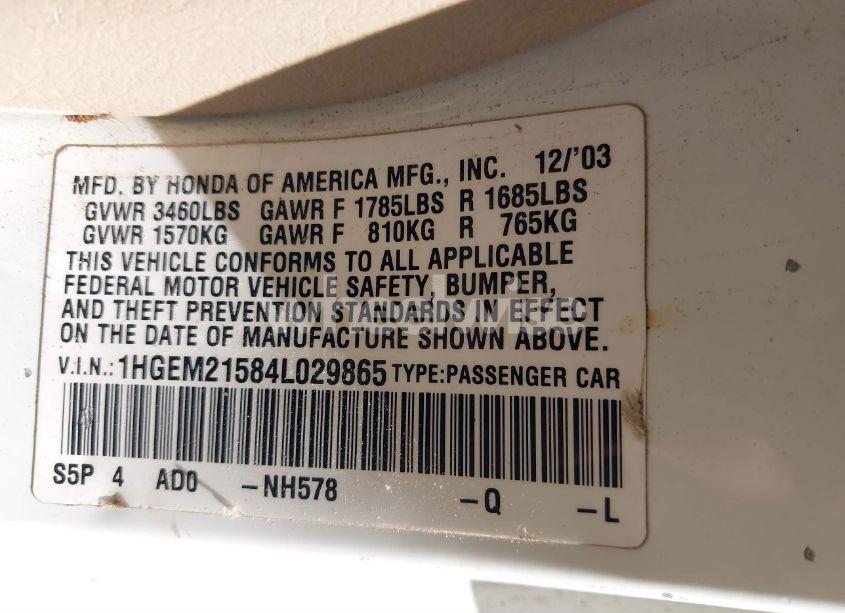 MFD. BY HONDA OF AMERICA MFG., INC. 12/'03
GVWR 3460LBS GAWR F 1785LBS R 1685LBS
GVWR 1570KG GAWR F 810KG R 765KG
THIS VEHICLE CONFORMS TO ALL APPLICABLE
FEDERAL MOTOR VEHICLE SAFETY, BUMPER,
AND THEFT PREVENTION STANDARDS IN EFFECT
ON THE DATE OF MANUFACTURE SHOWN ABOVE.
V.I.N.: 1HGEM21584L029865 TYPE:PASSENGER CAR
S5P 4 AD0 -NH578 -Q -L